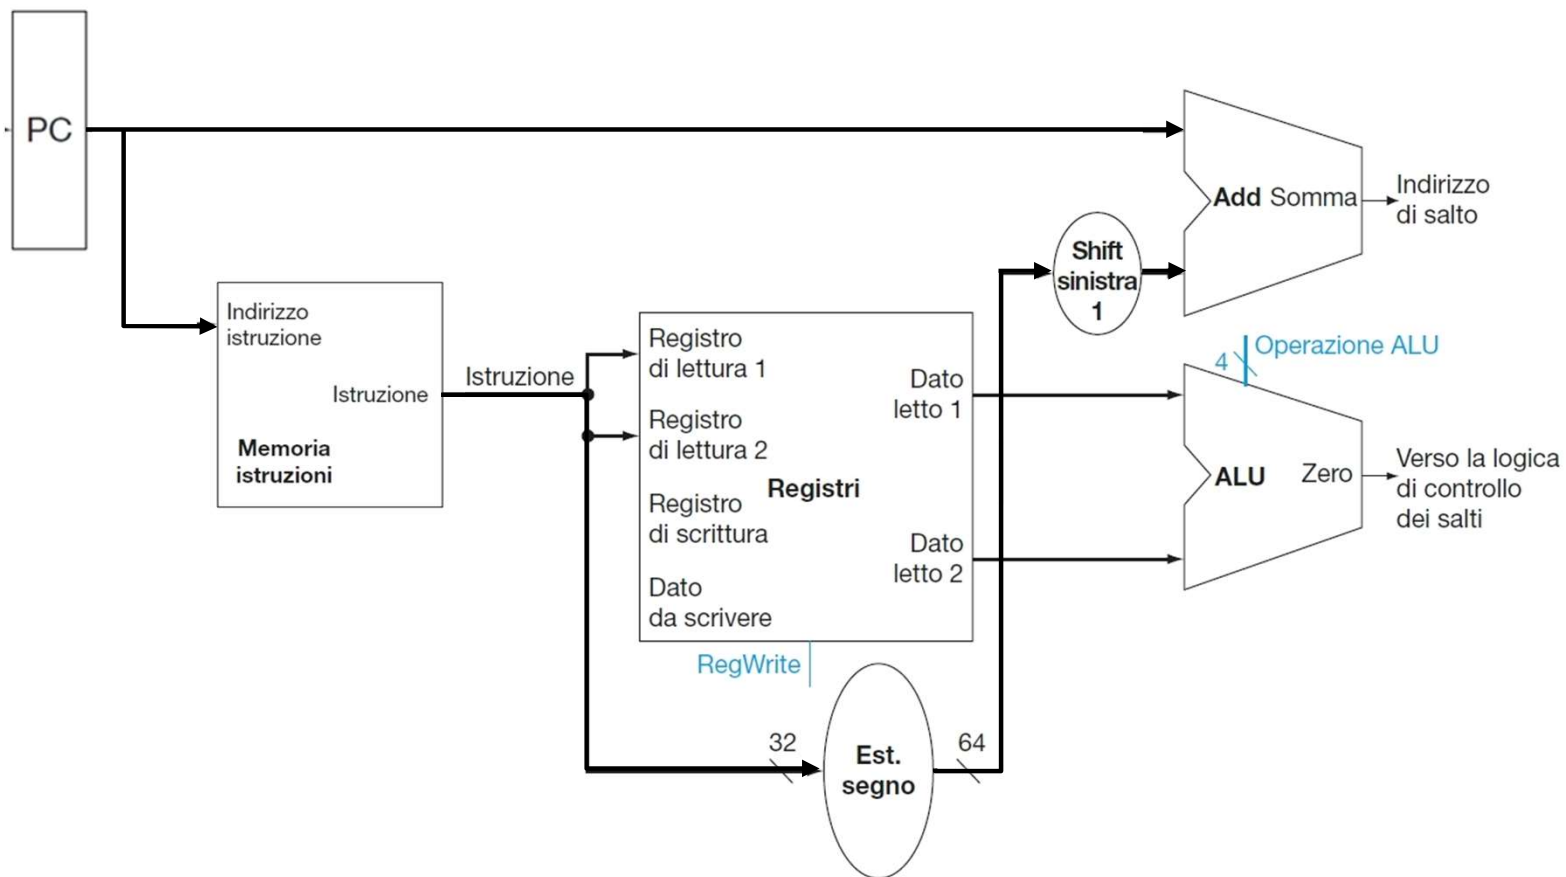 PC
Add Somma
Indirizzo
di salto
Shift
sinistra
1
Indirizzo
istruzione
Istruzione
Memoria
istruzioni
Istruzione
Registro
di lettura 1
Registro
di lettura 2
Registri
Registro
di scrittura
Dato
da scrivere
Dato
letto 1
Dato
letto 2
RegWrite
4
Operazione ALU
ALU
Zero
Verso la logica
di controllo
dei salti
32
Est.
segno
64